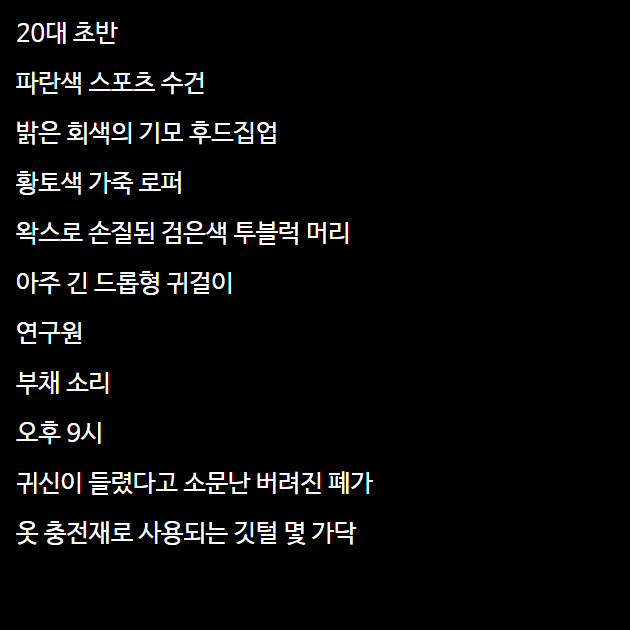 20대 초반
파란색 스포츠 수건
밝은 회색의 기모 후드집업
황토색 가죽 로퍼
왁스로 손질된 검은색 투블럭 머리
아주 긴 드롭형 귀걸이
연구원
부채 소리
오후 9시
귀신이 들렸다고 소문난 버려진 폐가
옷 충전재로 사용되는 깃털 몇 가닥